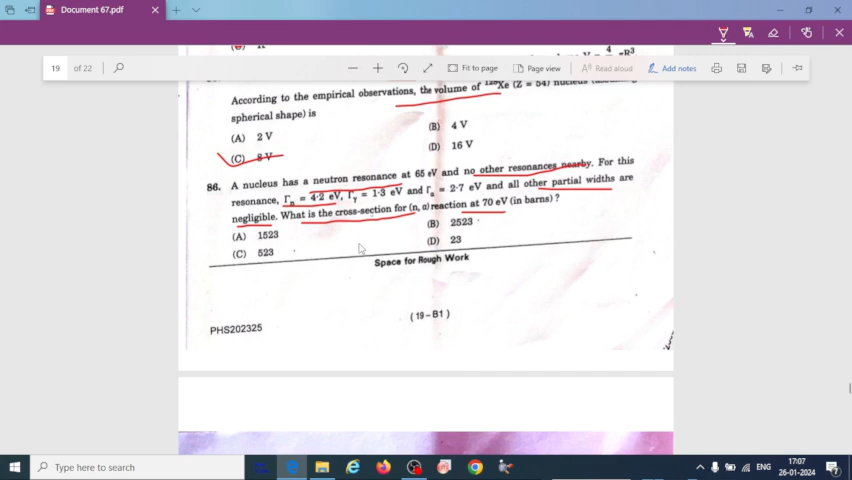 Document 67.pdf
19 of 22
Fit to page
Page view
Read aloud
Add notes
According to the empirical observations, the volume of ¹²⁸Xe (Z = 54) nucleus
spherical shape) is
(A) 2 V
(B) 4 V
(C) 8 V
(D) 16 V
86. A nucleus has a neutron resonance at 65 eV and no other resonances nearby. For this
resonance, Γn = 4·2 eV, Γγ = 1·3 eV and Γα = 2·7 eV and all other partial widths are
negligible. What is the cross-section for (n, α) reaction at 70 eV (in barns) ?
(A) 1523
(B) 2523
(C) 523
(D) 23
Space for Rough Work
(19–B1)
PHS202325
Type here to search
ENG
17:07
26-01-2024
7